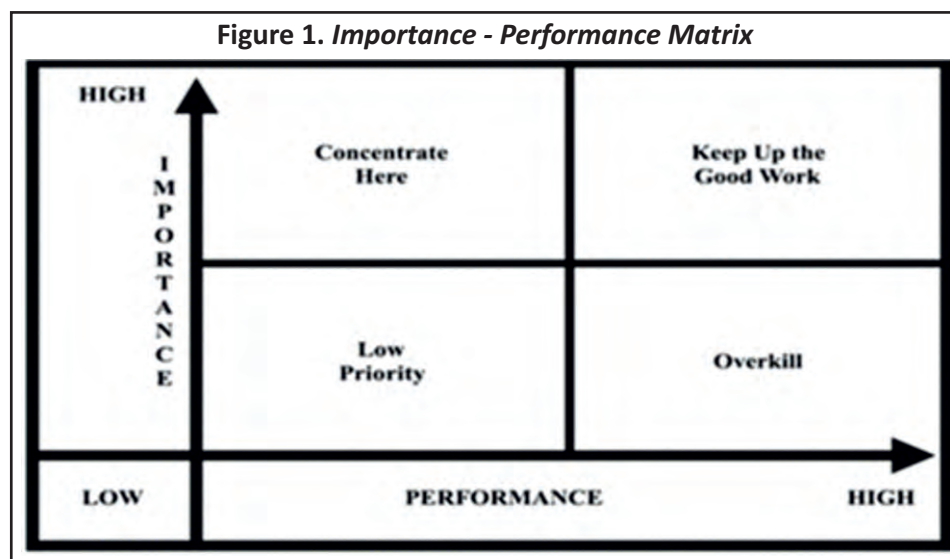 Figure 1. Importance - Performance Matrix
HIGH
IMPORTANCE
Concentrate
Here
Keep Up the
Good Work
Low
Priority
Overkill
LOW
PERFORMANCE
HIGH